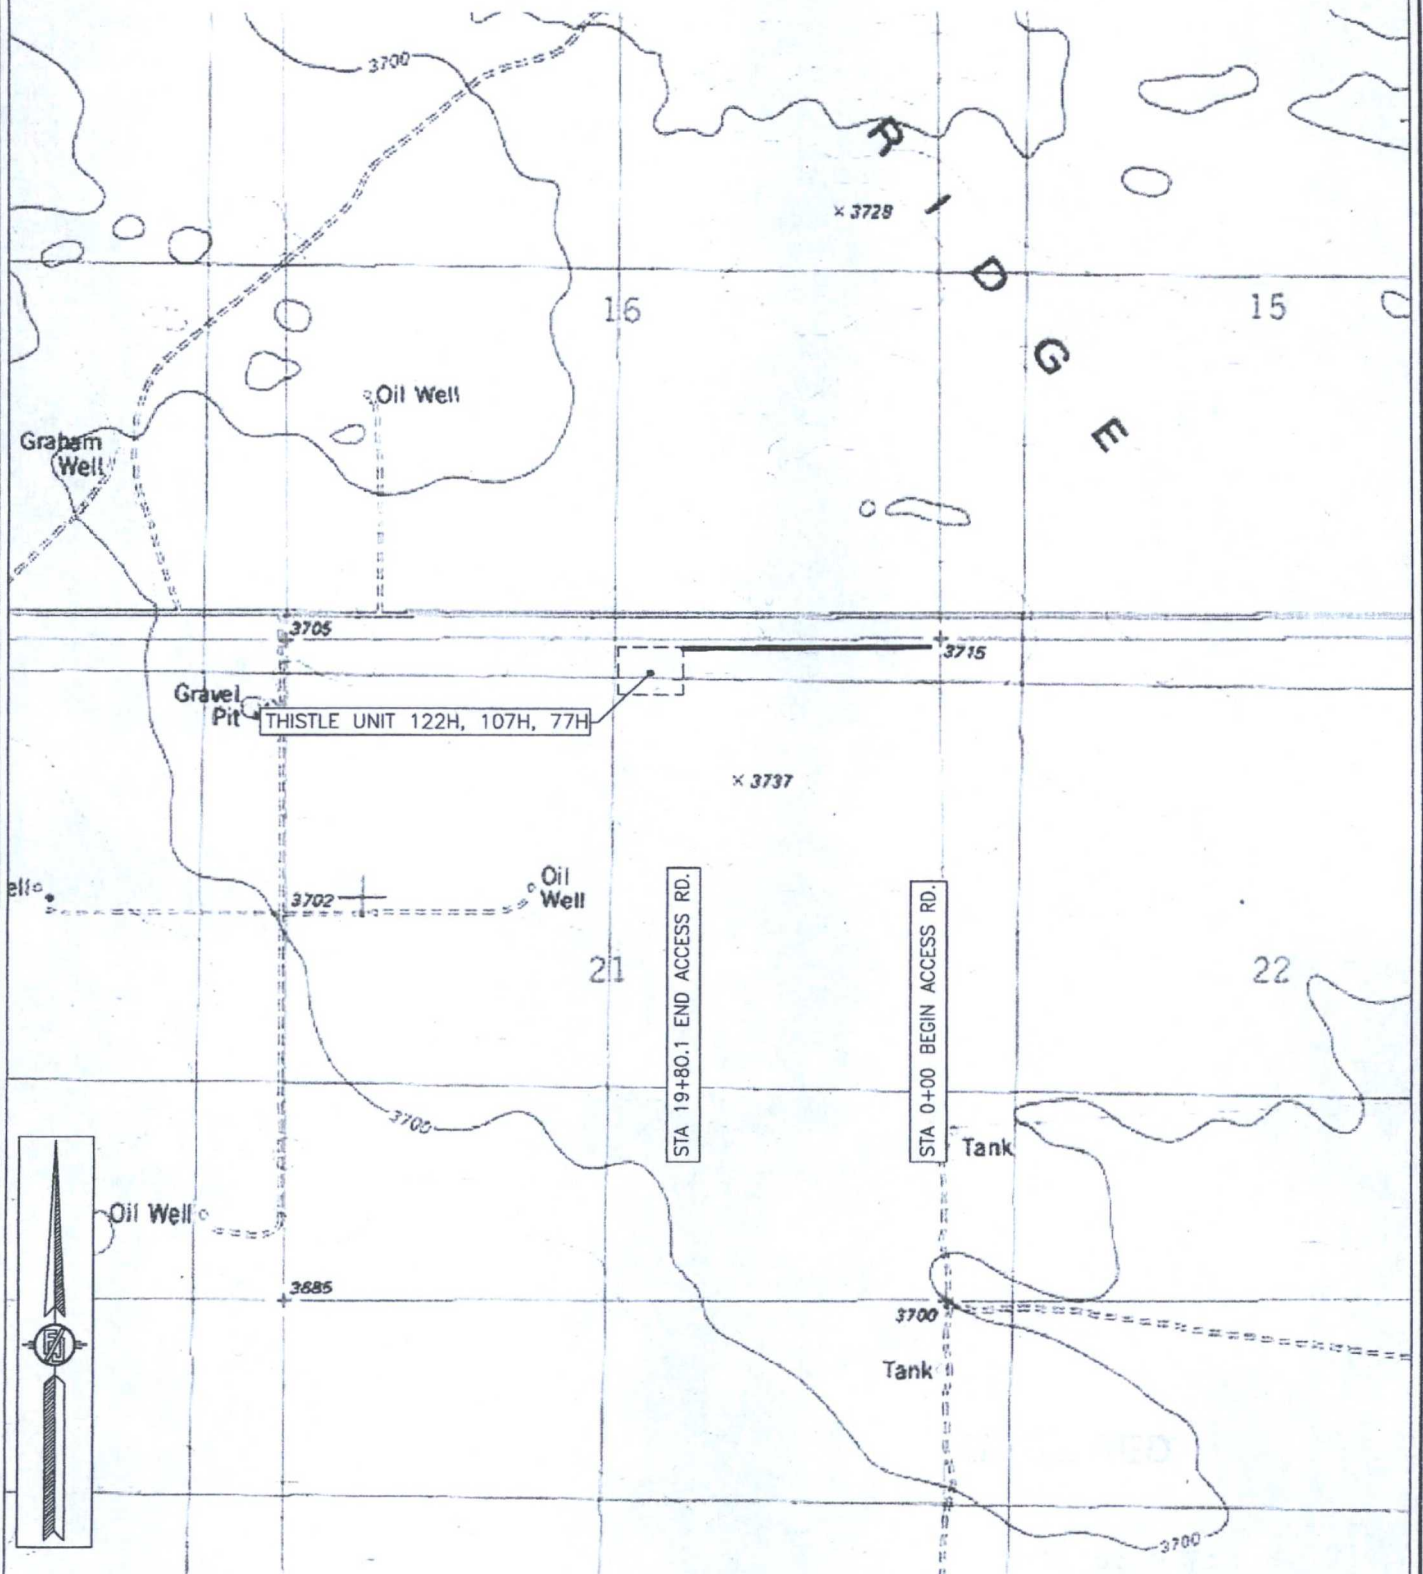 3700
RIDGE
3728
16
15
Oil Well
Graham
Well
3705
3715
Gravel
Pit
THISTLE UNIT 122H, 107H, 77H
3737
3702
Oil
Well
ell
21
22
STA 19+80.1 END ACCESS RD.
STA 0+00 BEGIN ACCESS RD.
3700
Tank
Oil Well
3685
3700
Tank
3700